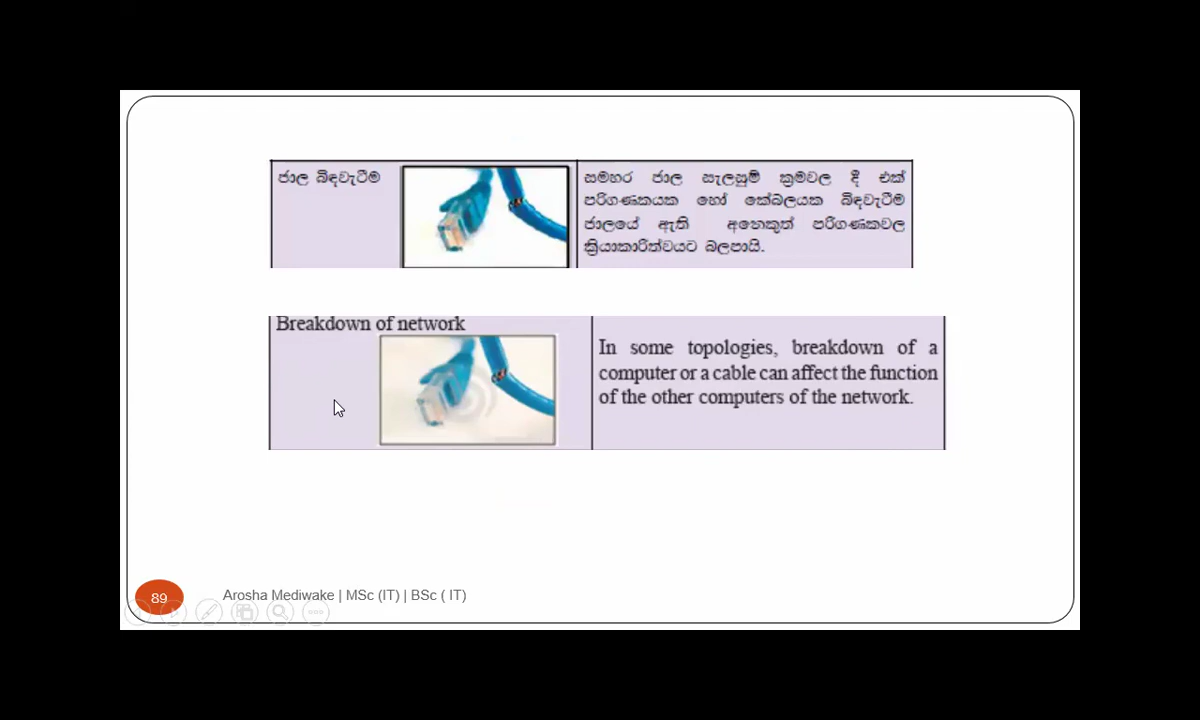 ජාල බිඳවැටීම
සමහර ජාල සැලසුම් ක්‍රමවල දී එක්
පරිගණකයක හෝ කේබලයක බිඳවැටීම
ජාලයේ ඇති අනෙකුත් පරිගණකවල
ක්‍රියාකාරිත්වයට බලපායි.
Breakdown of network
In some topologies, breakdown of a
computer or a cable can affect the function
of the other computers of the network.
89
Arosha Mediwake | MSc (IT) | BSc ( IT)